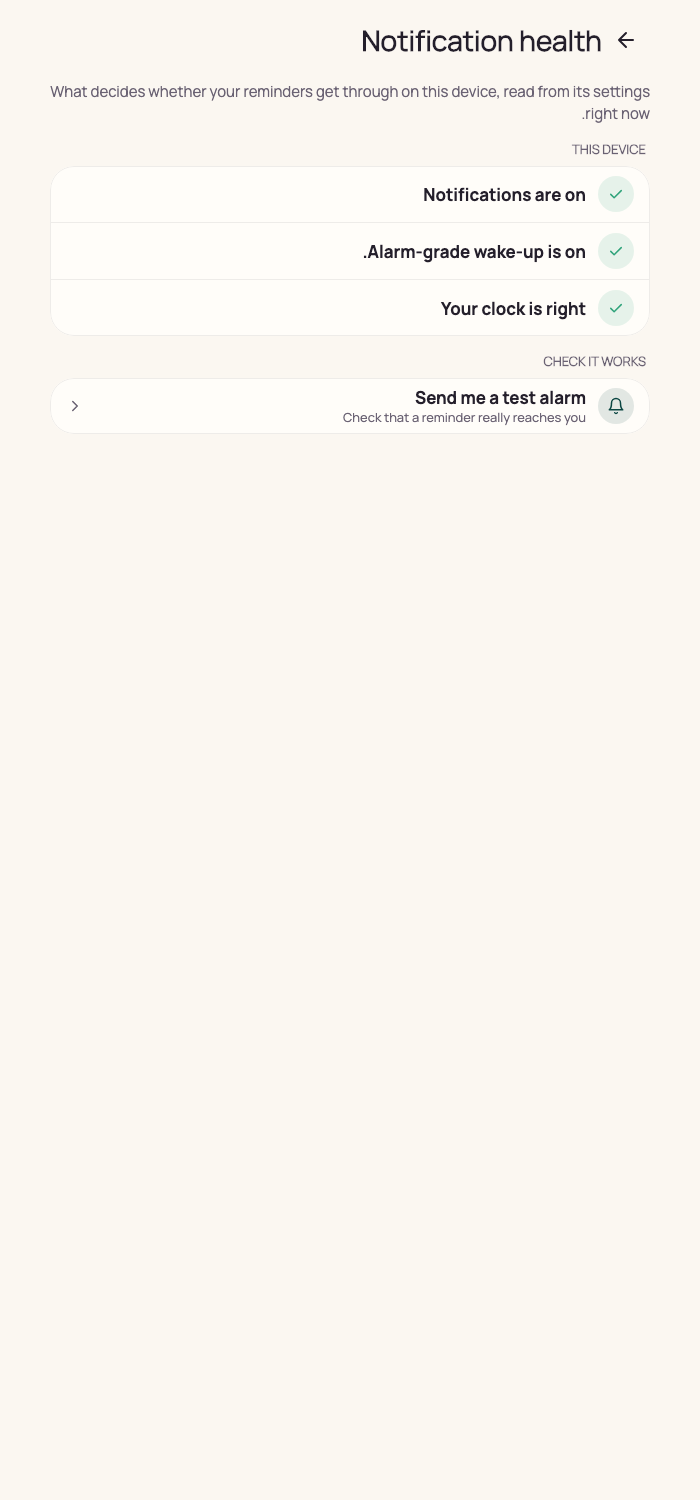 Notification health
What decides whether your reminders get through on this device, read from its settings
.right now
THIS DEVICE
Notifications are on
.Alarm-grade wake-up is on
Your clock is right
CHECK IT WORKS
Send me a test alarm
Check that a reminder really reaches you